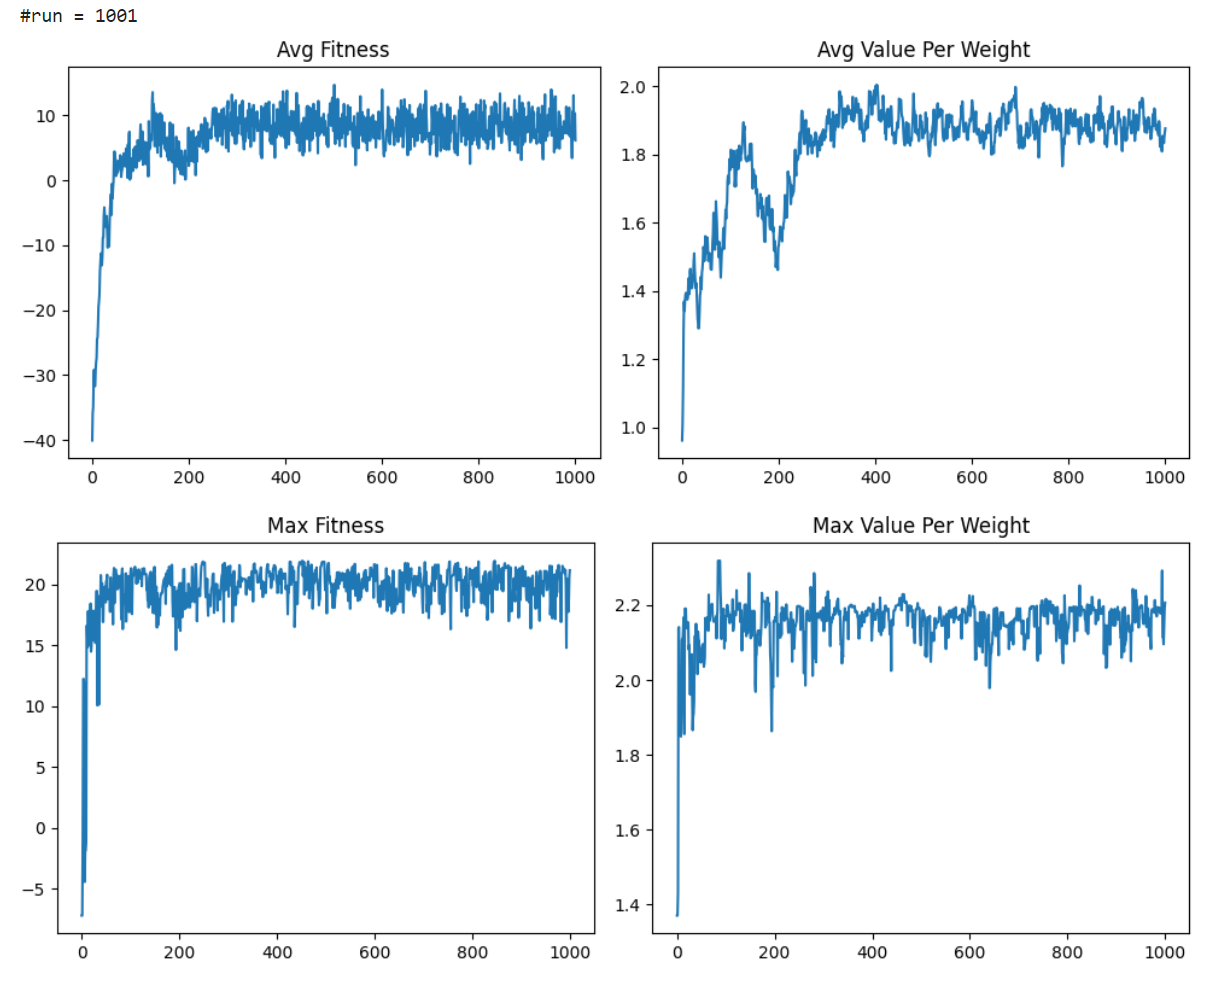 #run = 1001
Avg Fitness
10
0
−10
−20
−30
−40
0 200 400 600 800 1000
Avg Value Per Weight
2.0
1.8
1.6
1.4
1.2
1.0
0 200 400 600 800 1000
Max Fitness
20
15
10
5
0
−5
0 200 400 600 800 1000
Max Value Per Weight
2.2
2.0
1.8
1.6
1.4
0 200 400 600 800 1000